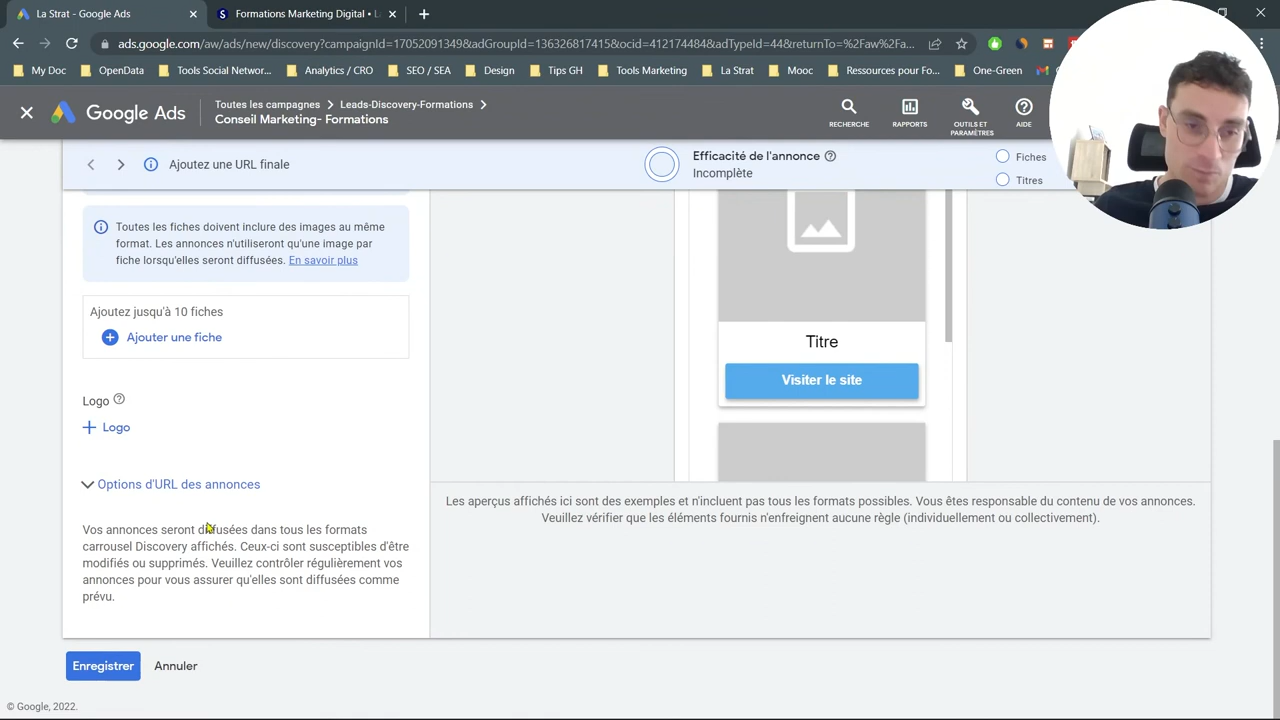 La Strat - Google Ads
Formations Marketing Digital • L
ads.google.com/aw/ads/new/discovery?campaignId=17052091349&adGroupId=136326817415&ocid=412174484&adTypeId=44&returnTo=%2Faw%2Fa...
My Doc
OpenData
Tools Social Networ...
Analytics CRO
SEO / SEA
Design
Tips GH
Tools Marketing
La Strat
Mooc
Ressources pour Fo...
One-Green
Google Ads
Toutes les campagnes > Leads-Discovery-Formations >
Conseil Marketing- Formations
RECHERCHE
RAPPORTS
OUTILS ET
PARAMÈTRES
AIDE
Ajoutez une URL finale
Efficacité de l'annonce
Incomplète
Fiches
Titres
Toutes les fiches doivent inclure des images au même
format. Les annonces n'utiliseront qu'une image par
fiche lorsqu'elles seront diffusées. En savoir plus
Ajoutez jusqu'à 10 fiches
Ajouter une fiche
Titre
Visiter le site
Logo
Logo
Options d'URL des annonces
Vos annonces seront diffusées dans tous les formats
carrousel Discovery affichés. Ceux-ci sont susceptibles d'être
modifiés ou supprimés. Veuillez contrôler régulièrement vos
annonces pour vous assurer qu'elles sont diffusées comme
prévu.
Les aperçus affichés ici sont des exemples et n'incluent pas tous les formats possibles. Vous êtes responsable du contenu de vos annonces.
Veuillez vérifier que les éléments fournis n'enfreignent aucune règle (individuellement ou collectivement).
Enregistrer
Annuler
© Google, 2022.